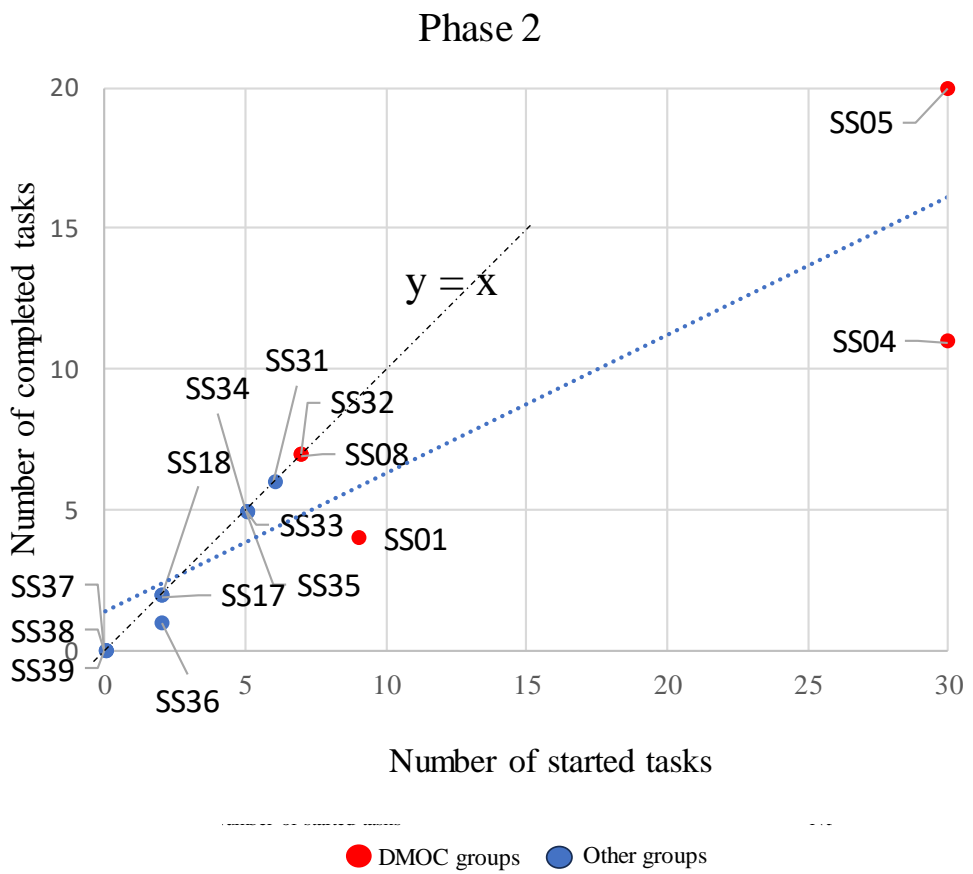 Phase 2
20
SS05
Number of completed tasks
15
y = x
SS04
SS31
10
SS34
SS32
SS18
SS08
5
SS33
SS01
SS37
SS17
SS35
SS38
0
SS39
SS36
0 5 10 15 20 25 30
Number of started tasks
DMOC groups Other groups